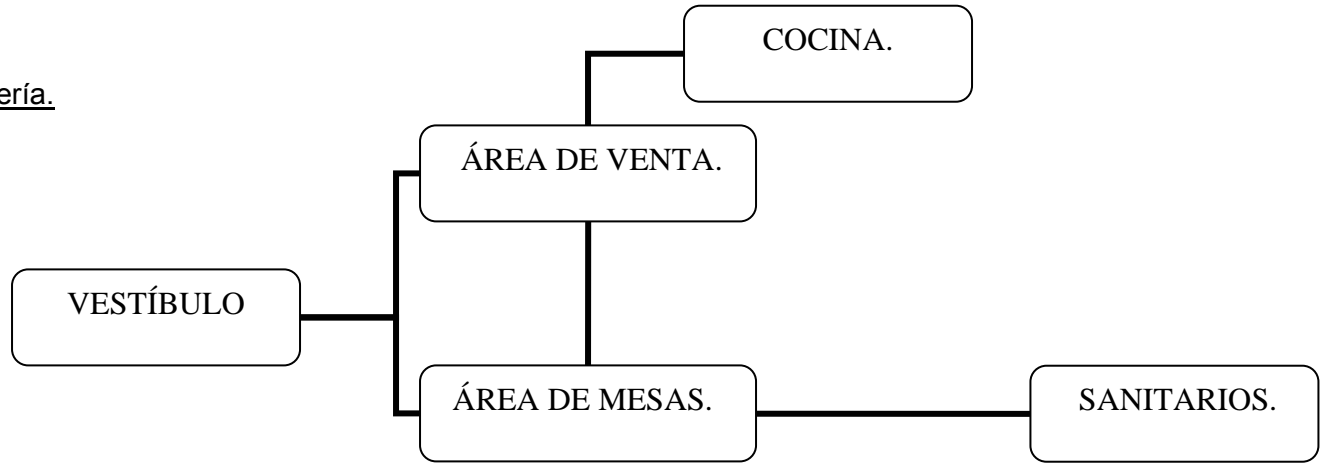 COCINA.
ería.
ÁREA DE VENTA.
VESTÍBULO
ÁREA DE MESAS.
SANITARIOS.